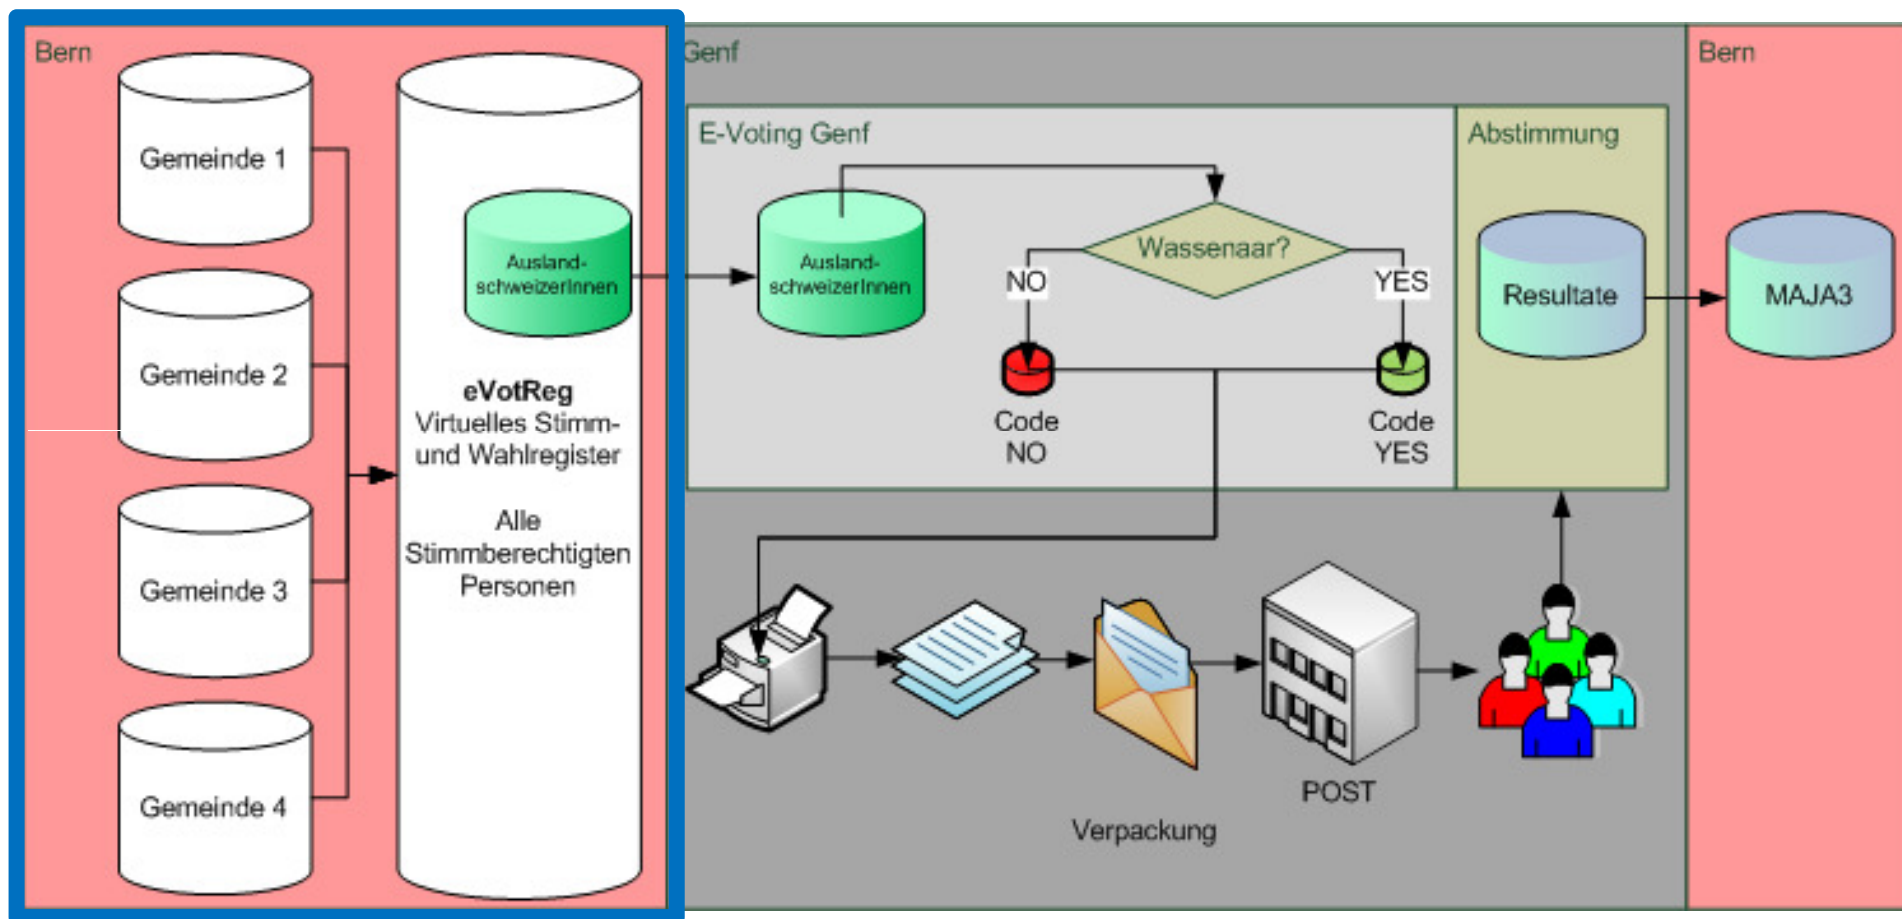 Bern
Gemeinde 1
Gemeinde 2
Gemeinde 3
Gemeinde 4
Ausland-
schweizerInnen
eVotReg
Virtuelles Stimm-
und Wahlregister
Alle
Stimmberechtigten
Personen
Genf
E-Voting Genf
Ausland-
schweizerInnen
Wassenaar?
NO
YES
Code
NO
Code
YES
Abstimmung
Resultate
POST
Verpackung
Bern
MAJA3